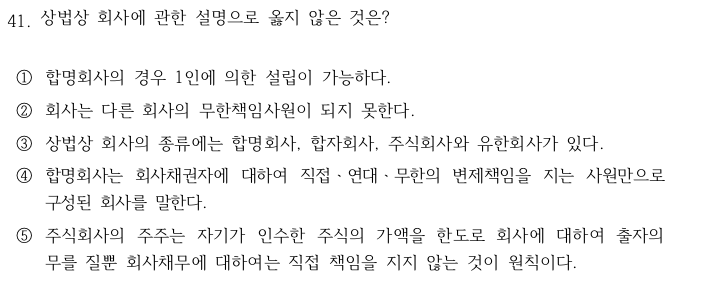 41. 상법상 회사에 관한 설명으로 옳지 않은 것은?
① 합명회사의 경우 1인에 의한 설립이 가능하다.
② 회사는 다른 회사의 무한책임사원이 되지 못한다.
③ 상법상 회사의 종류에는 합명회사, 합자회사, 주식회사와 유한회사가 있다.
④ 합명회사는 회사채권자에 대하여 직접ㆍ연대ㆍ무한의 변제책임을 지는 사원만으로
구성된 회사를 말한다.
⑤ 주식회사의 주주는 자기가 인수한 주식의 가액을 한도로 회사에 대하여 출자의
무를 질뿐 회사채무에 대하여는 직접 책임을 지지 않는 것이 원칙이다.